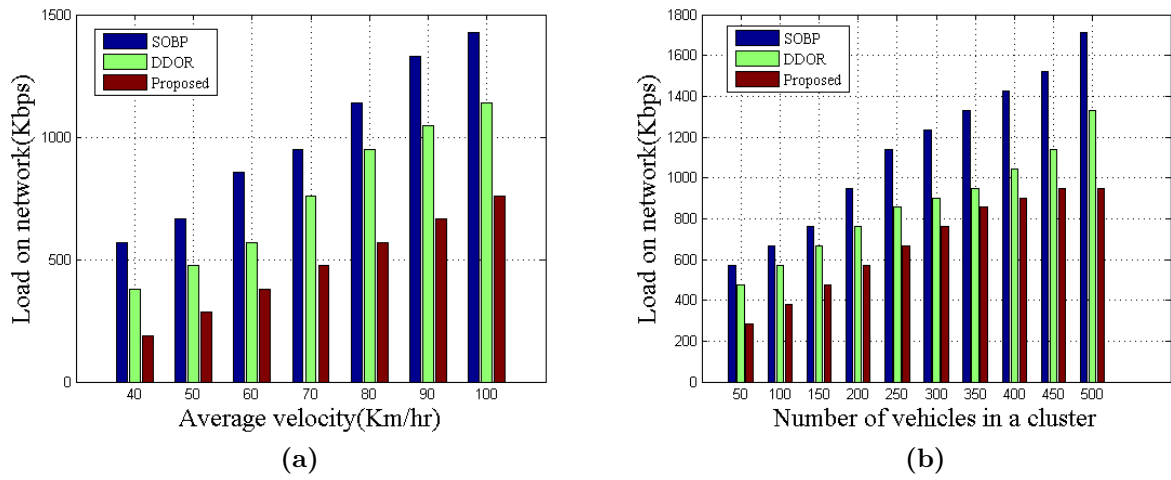 1500
1000
500
0
Load on network(Kbps)
SOBP
DDOR
Proposed
40 50 60 70 80 90 100
Average velocity(Km/hr)
(a)
1800
1600
1400
1200
1000
800
600
400
200
0
Load on network(Kbps)
SOBP
DDOR
Proposed
50 100 150 200 250 300 350 400 450 500
Number of vehicles in a cluster
(b)